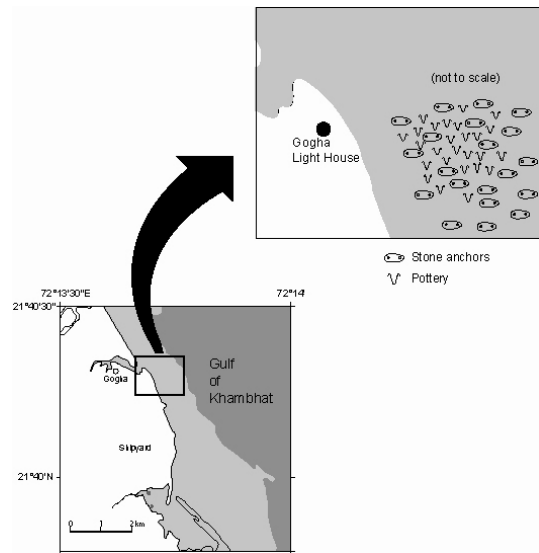 (not to scale)
Gogha
Light House
Stone anchors
Pottery
72°13'30"E
72°14'
21°40'30"
Gulf
of
Khambhat
Gogha
Shipyard
21°40'N
0 1 2 km